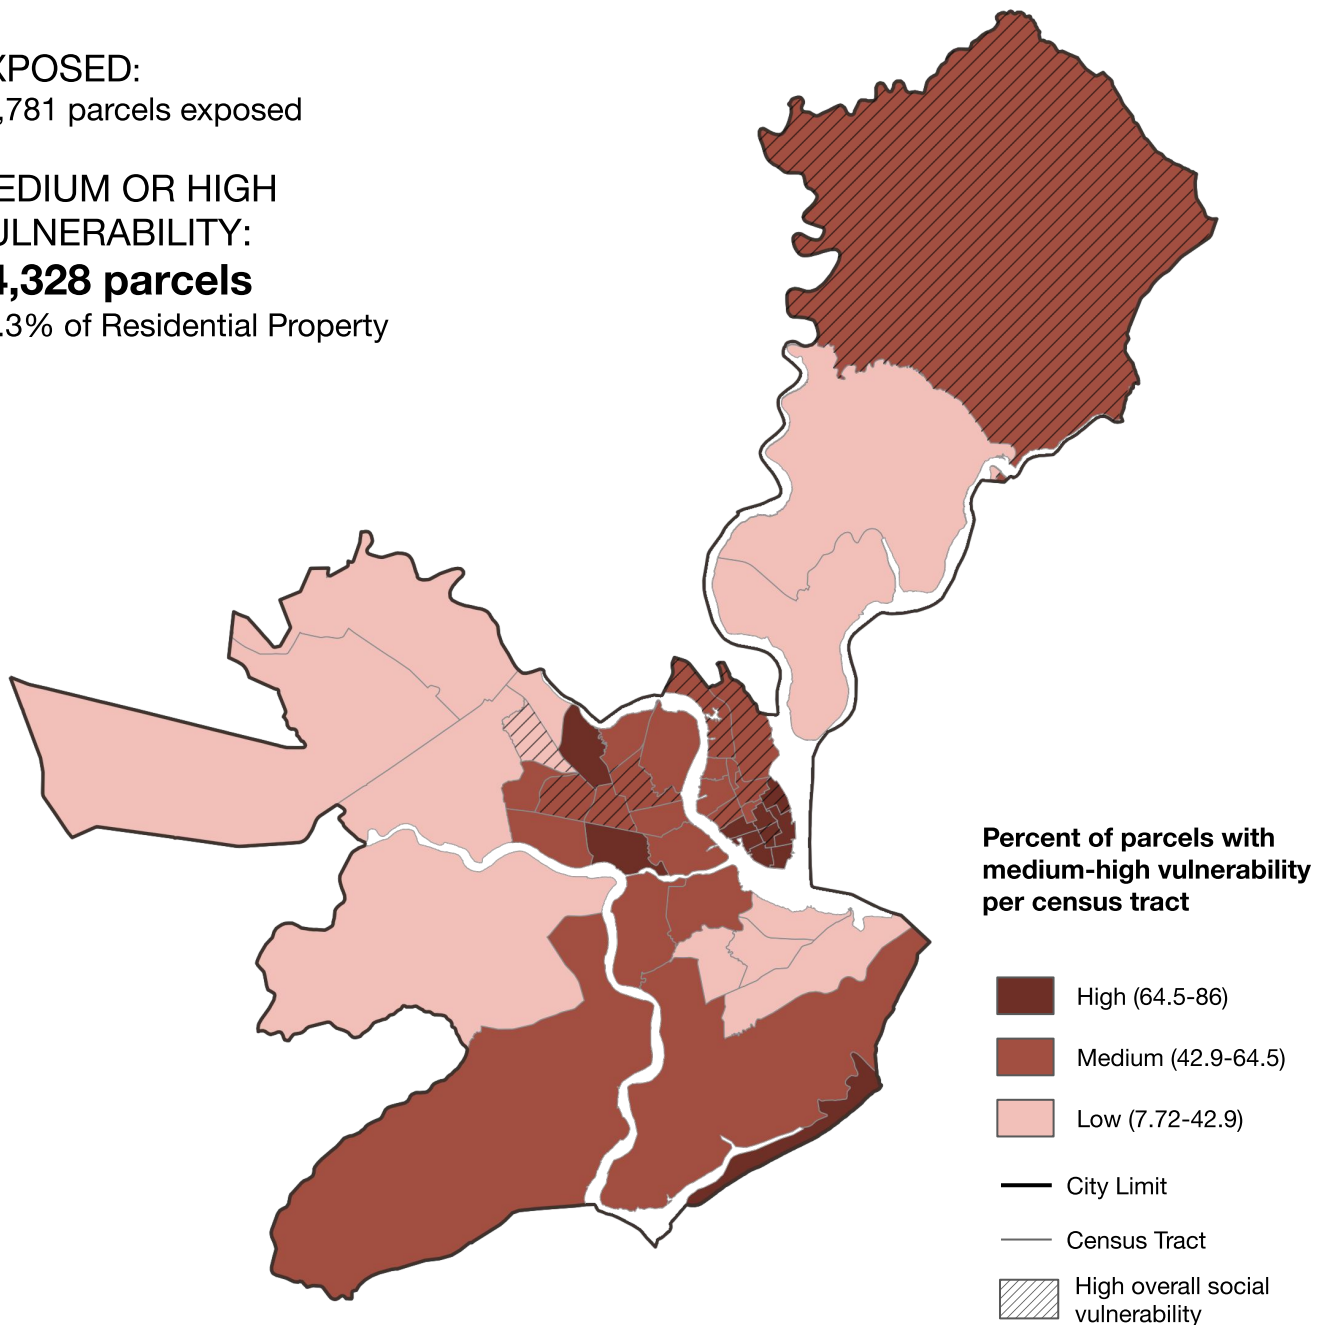 XPOSED:
,781 parcels exposed
EDIUM OR HIGH
ULNERABILITY:
4,328 parcels
.3% of Residential Property
Percent of parcels with
medium-high vulnerability
per census tract
High (64.5-86)
Medium (42.9-64.5)
Low (7.72-42.9)
City Limit
Census Tract
High overall social
vulnerability